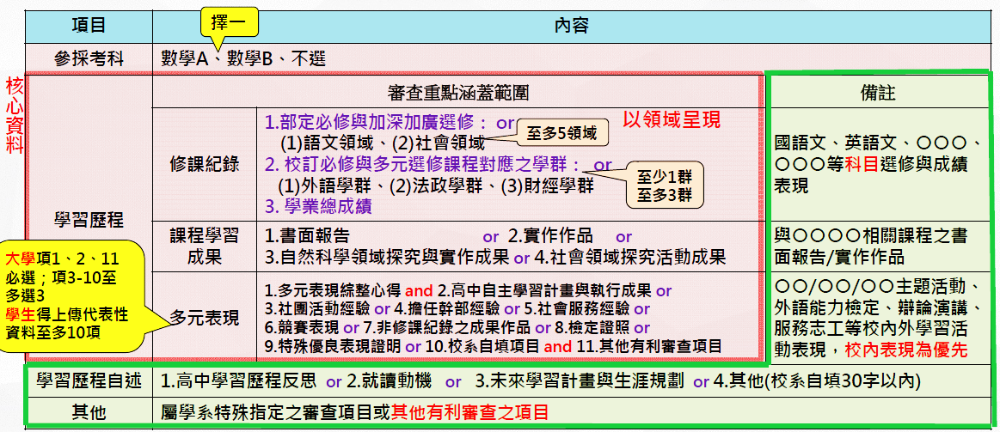 項目
擇一
內容
參採考科
數學A、數學B、不選
核心資料
學習歷程
審查重點涵蓋範圍
備註
修課紀錄
1.部定必修與加深加廣選修： or
(1)語文領域、(2)社會領域
至多5領域
以領域呈現
2. 校訂必修與多元選修課程對應之學群： or
(1)外語學群、(2)法政學群、(3)財經學群
至少1群
至多3群
3. 學業總成績
國語文、英語文、〇〇〇、
〇〇〇等科目選修與成績
表現
課程學習
成果
1.書面報告 or 2.實作作品 or
3.自然科學領域探究與實作成果 or 4.社會領域探究活動成果
與〇〇〇〇相關課程之書
面報告/實作作品
大學項1、2、11
必選；項3-10至
多選3
學生得上傳代表性
資料至多10項
多元表現
1.多元表現綜整心得 and 2.高中自主學習計畫與執行成果 or
3.社團活動經驗 or 4.擔任幹部經驗 or 5.社會服務經驗 or
6.競賽表現 or 7.非修課紀錄之成果作品 or 8.檢定證照 or
9.特殊優良表現證明 or 10.校系自填項目 and 11.其他有利審查項目
〇〇/〇〇/〇〇主題活動、
外語能力檢定、辯論演講、
服務志工等校內外學習活
動表現，校內表現為優先
學習歷程自述
1.高中學習歷程反思 or 2.就讀動機 or 3.未來學習計畫與生涯規劃 or 4.其他(校系自填30字以內)
其他
屬學系特殊指定之審查項目或其他有利審查之項目